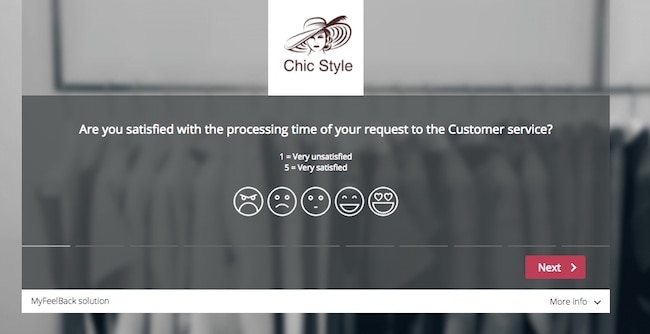 Chic Style
Are you satisfied with the processing time of your request to the Customer service?
1 = Very unsatisfied
5 = Very satisfied
Next
MyFeelBack solution
More info